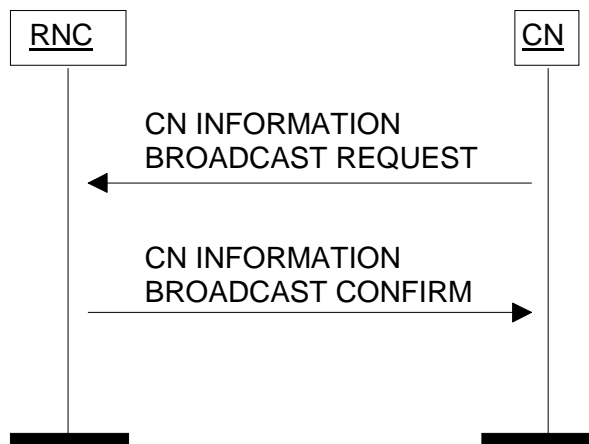 RNC
CN
CN INFORMATION
BROADCAST REQUEST
CN INFORMATION
BROADCAST CONFIRM